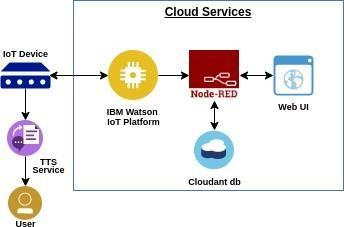 Cloud Services
IoT Device
IBM Watson
IoT Platform
Node-RED
Web UI
TTS
Service
Cloudant db
User